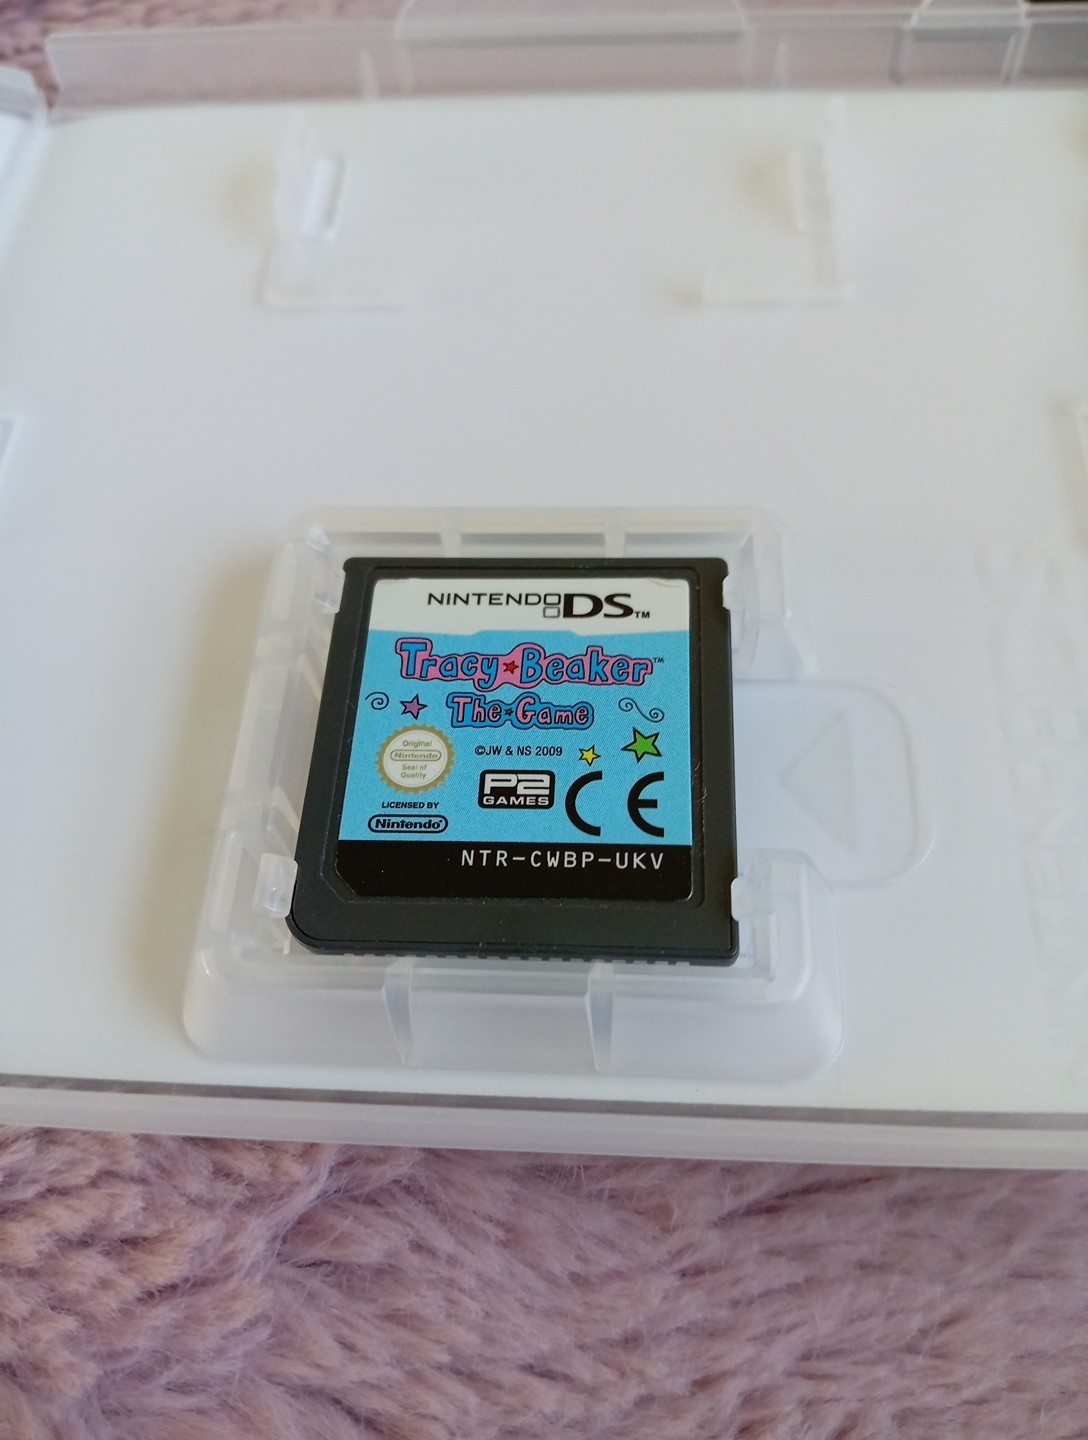 NINTENDO DS™
Tracy Beaker™
The Game
©JW & NS 2009
Original
Nintendo
Seal of
Quality
P2
GAMES
CE
LICENSED BY
Nintendo®
NTR-CWBP-UKV